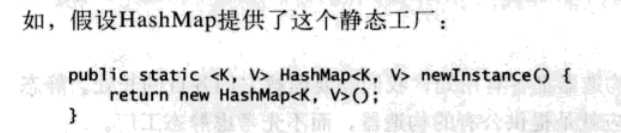 如，假设HashMap提供了这个静态工厂：
public static <K, V> HashMap<K, V> newInstance() {
return new HashMap<K, V>();
}